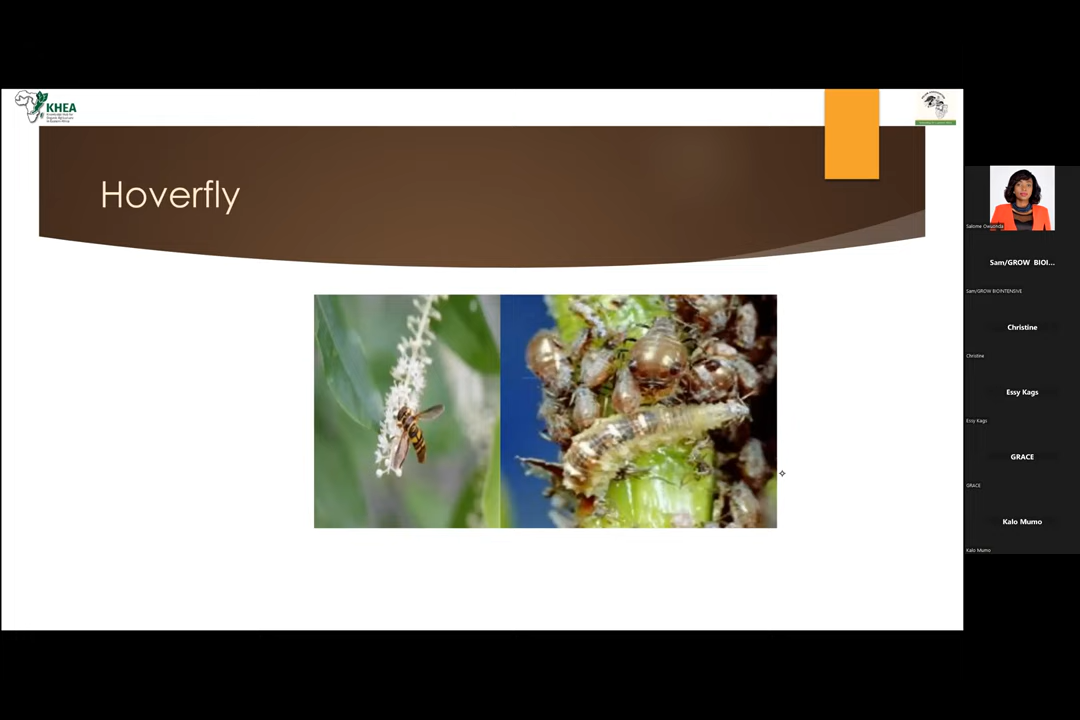 KHEA
Hoverfly
Salome Owuonda
Sam/GROW BIOI...
Sam/GROW BIOINTENSIVE
Christine
Christine
Essy Kags
Essy Kags
GRACE
GRACE
Kalo Mumo
Kalo Mumo